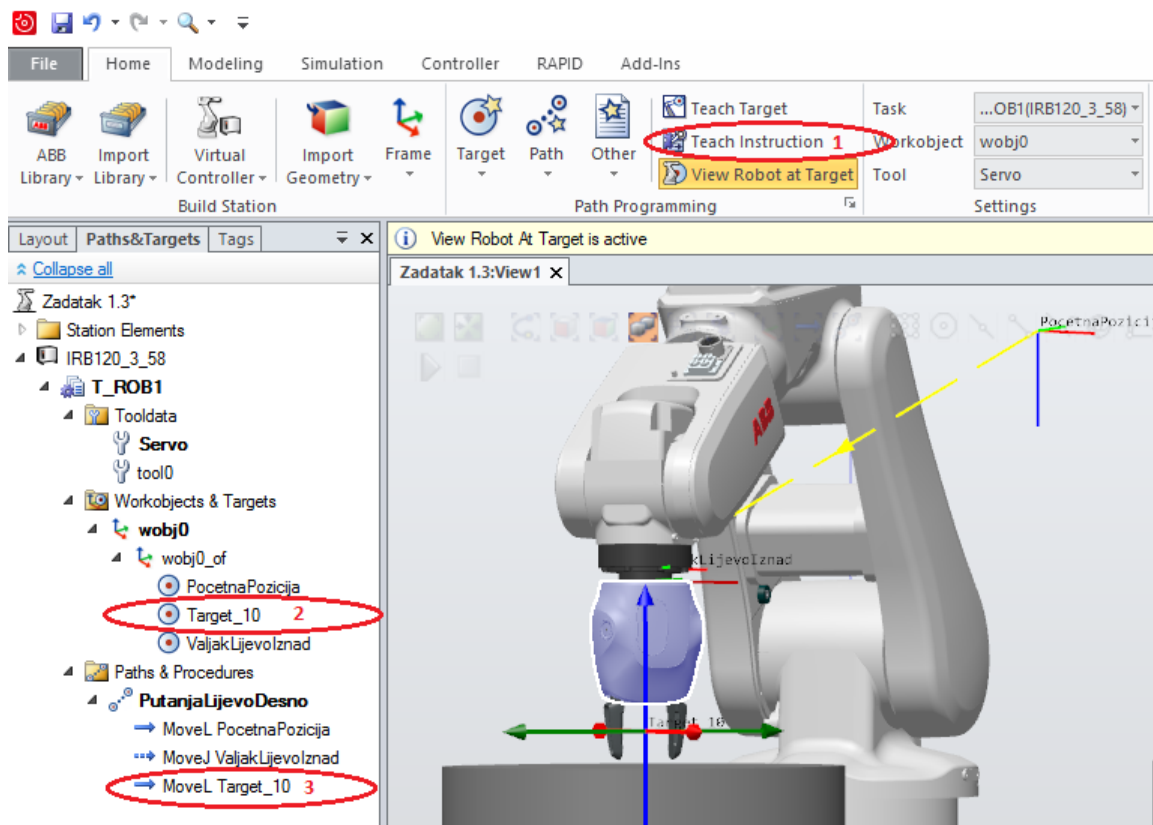 File Home Modeling Simulation Controller RAPID Add-Ins
ABB Library
Import Library
Virtual Controller
Import Geometry
Frame
Target
Path
Other
Teach Target
Teach Instruction 1
View Robot at Target
Task ...OB1(IRB120_3_58)
Workobject wobj0
Tool Servo
Build Station
Path Programming
Settings
Layout Paths&Targets Tags
Collapse all
Zadatak 1.3*
Station Elements
IRB120_3_58
T_ROB1
Tooldata
Servo
tool0
Workobjects & Targets
wobj0
wobj0_of
PocetnaPozicija
Target_10 2
ValjakLijevoIznad
Paths & Procedures
PutanjaLijevoDesno
MoveL PocetnaPozicija
MoveJ ValjakLijevoIznad
MoveL Target_10 3
View Robot At Target is active
Zadatak 1.3:View1
PocetnaPozici
ABB
kLijevoIznad
Target_10